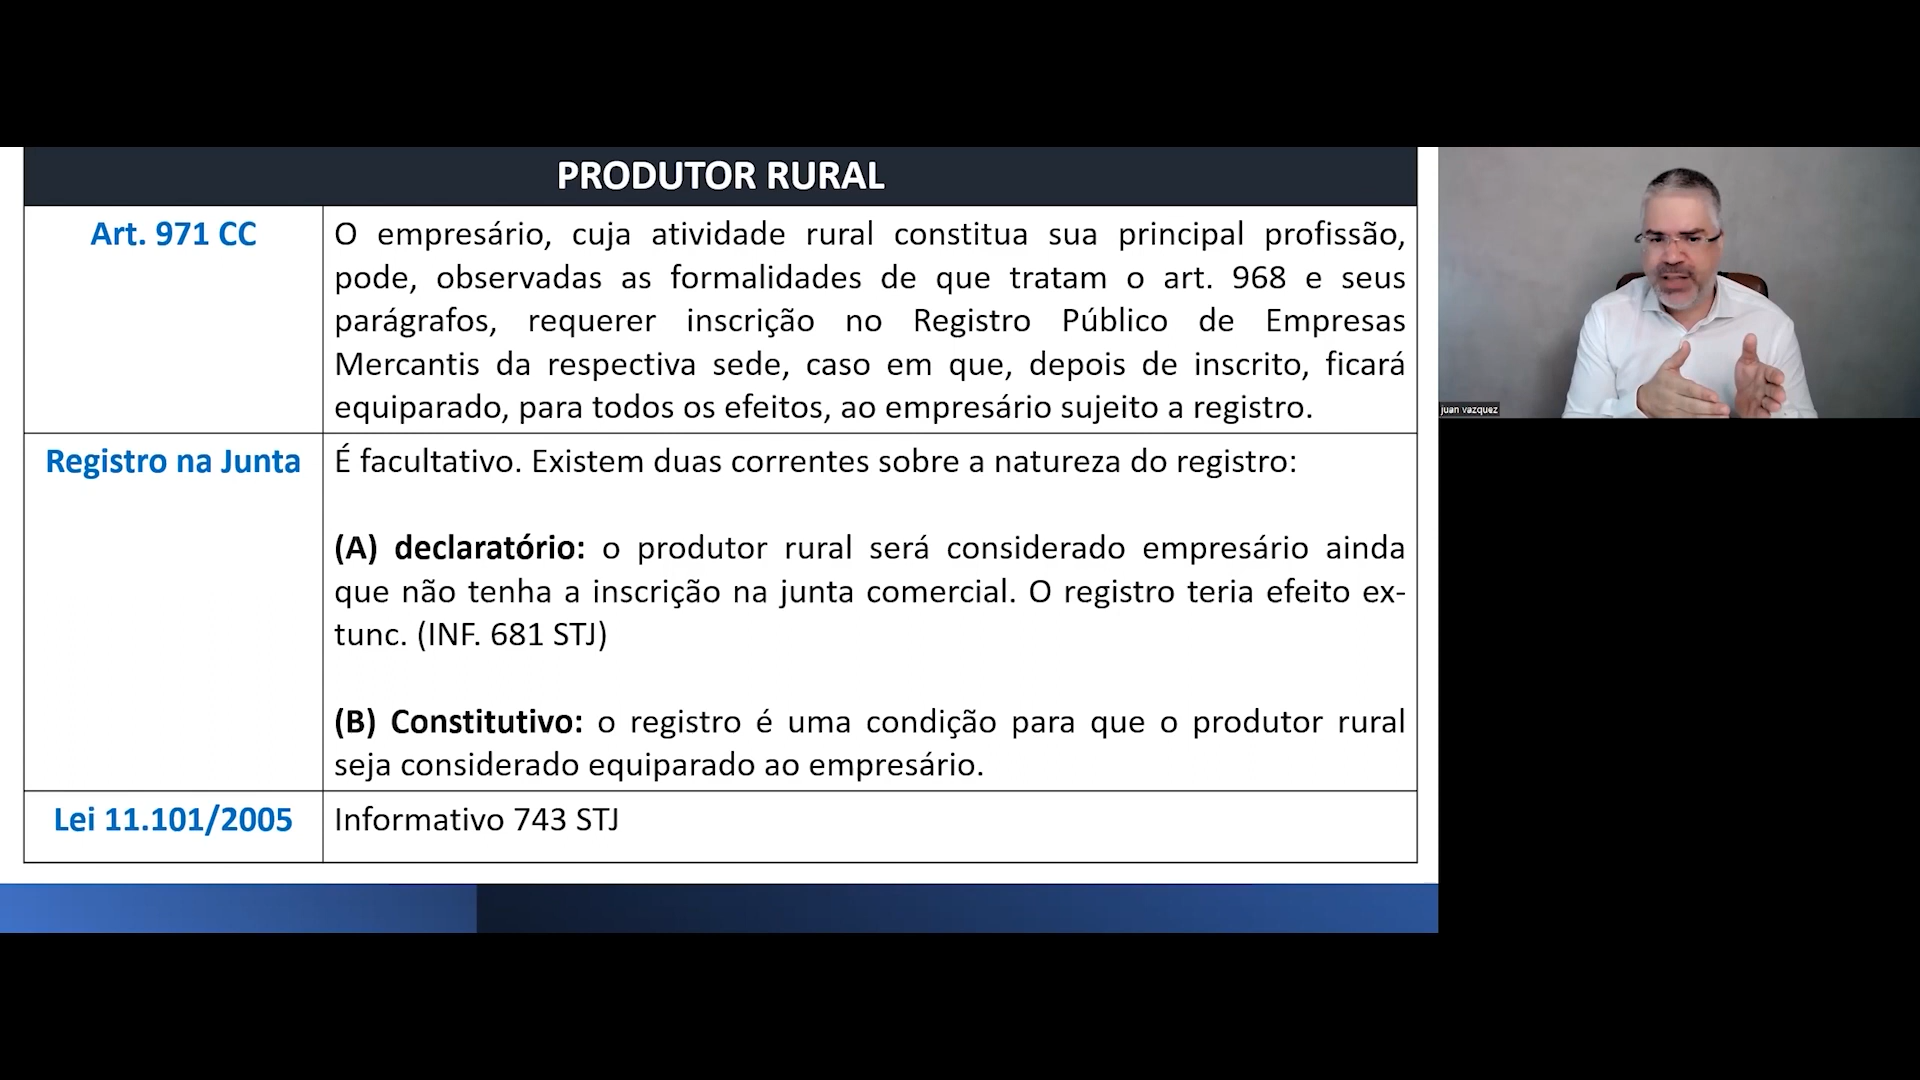 PRODUTOR RURAL
Art. 971 CC
O empresário, cuja atividade rural constitua sua principal profissão,
pode, observadas as formalidades de que tratam o art. 968 e seus
parágrafos, requerer inscrição no Registro Público de Empresas
Mercantis da respectiva sede, caso em que, depois de inscrito, ficará
equiparado, para todos os efeitos, ao empresário sujeito a registro.
Registro na Junta
É facultativo. Existem duas correntes sobre a natureza do registro:
(A) declaratório: o produtor rural será considerado empresário ainda
que não tenha a inscrição na junta comercial. O registro teria efeito ex-
tunc. (INF. 681 STJ)
(B) Constitutivo: o registro é uma condição para que o produtor rural
seja considerado equiparado ao empresário.
Lei 11.101/2005
Informativo 743 STJ
juan vazquez